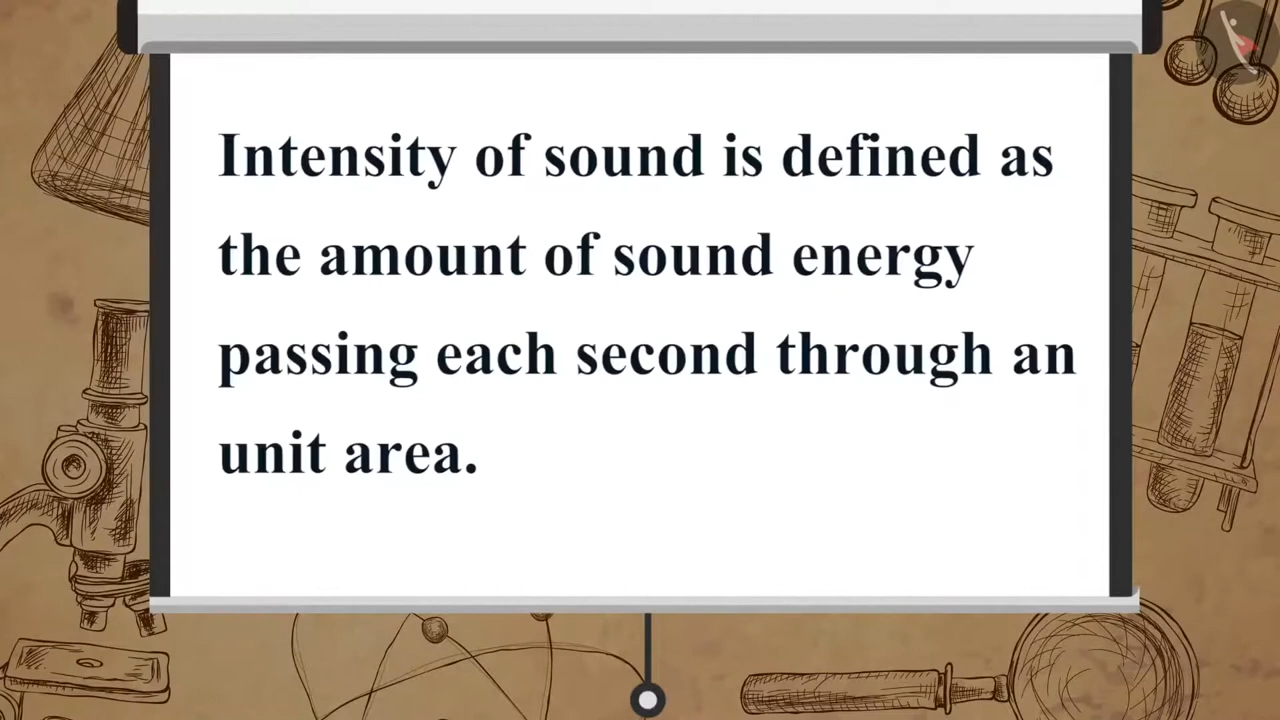 Intensity of sound is defined as
the amount of sound energy
passing each second through an
unit area.